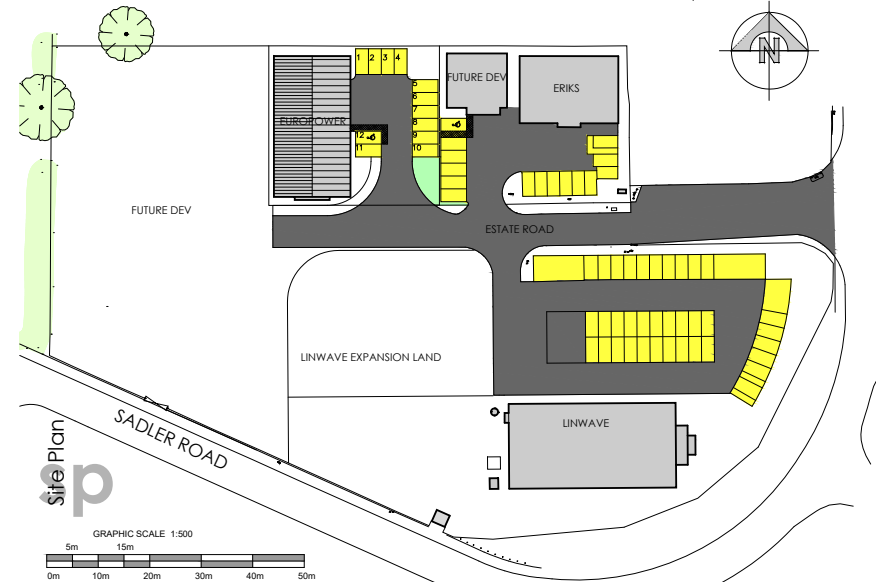 N
1 2 3 4
5
6
7
8
9
10
12
11
EUROPOWER
FUTURE DEV
ERIKS
FUTURE DEV
ESTATE ROAD
LINWAVE EXPANSION LAND
LINWAVE
SADLER ROAD
Site Plan
sp
GRAPHIC SCALE 1:500
5m 15m
0m 10m 20m 30m 40m 50m